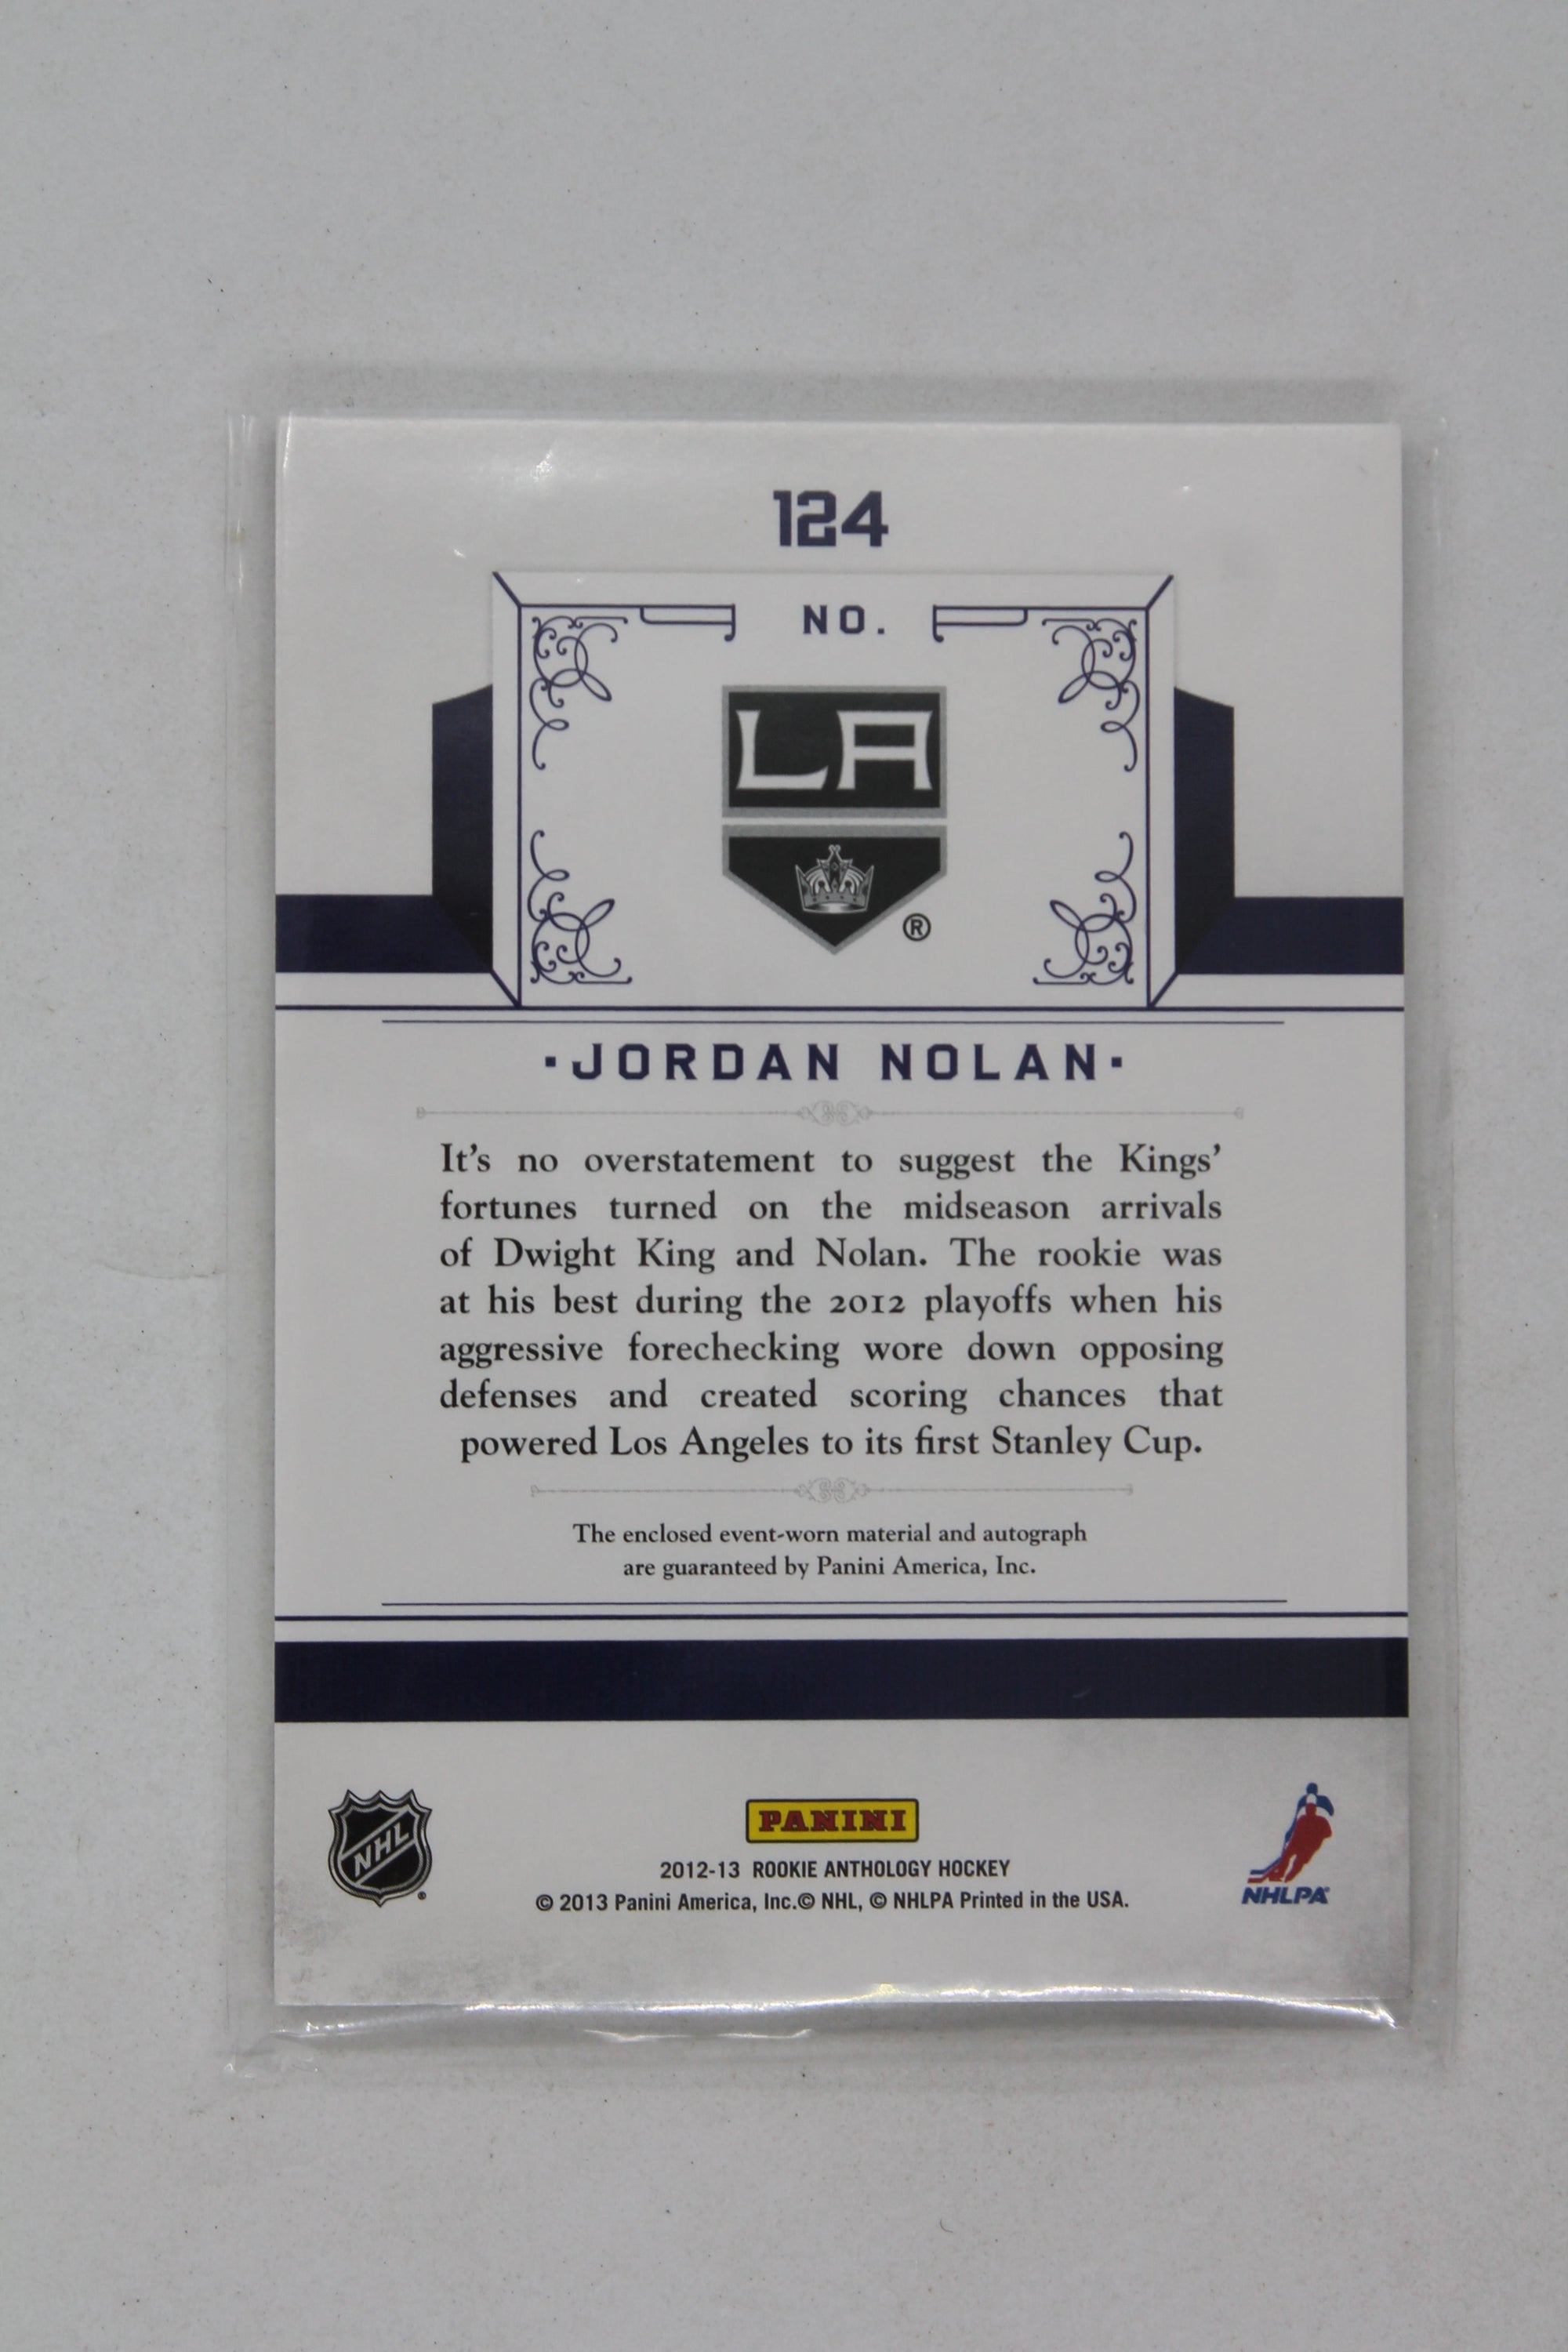 124
NO.
LA
®
·JORDAN NOLAN·
It's no overstatement to suggest the Kings'
fortunes turned on the midseason arrivals
of Dwight King and Nolan. The rookie was
at his best during the 2012 playoffs when his
aggressive forechecking wore down opposing
defenses and created scoring chances that
powered Los Angeles to its first Stanley Cup.
The enclosed event-worn material and autograph
are guaranteed by Panini America, Inc.
NHL
PANINI
2012-13 ROOKIE ANTHOLOGY HOCKEY
© 2013 Panini America, Inc.© NHL, © NHLPA Printed in the USA.
NHLPA